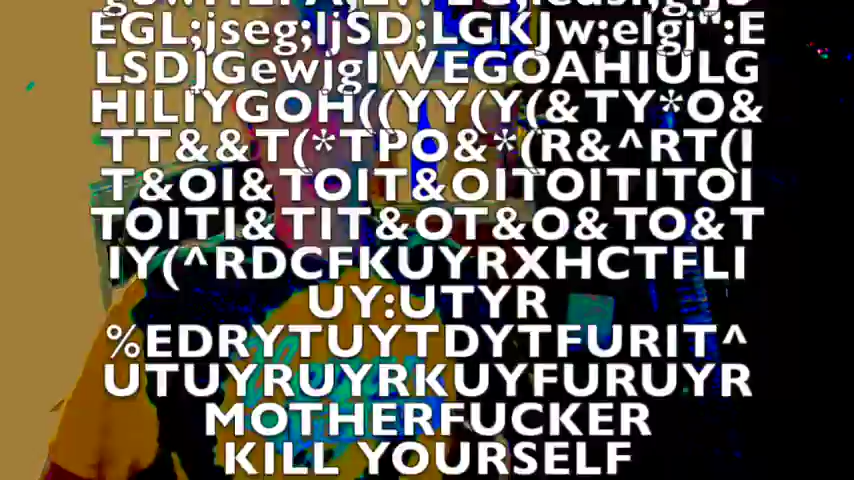 EGL;jseg;IjSD;LGKJw;elgj":E
LSDJGewjgIWEGOAHIULG
HILIYGOH((YY(Y(&TY*O&
TT&&T(*TPO&*(R&^RT(I
T&OI&TOIT&OITOITITOI
TOITI&TIT&OT&O&TO&T
IY(^RDCFKUYRXHCTFLI
UY:UTYR
%EDRYTUYTDYTFURIT^
UTUYRUYRKUYFURUYR
MOTHERFUCKER
KILL YOURSELF